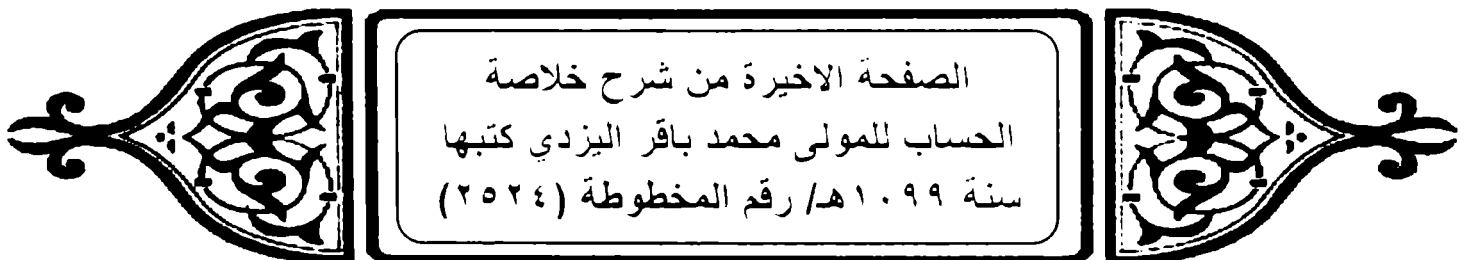 الصفحة الاخيرة من شرح خلاصة
الحساب للمولى محمد باقر اليزدي كتبها
سنة ١٠٩٩هـ/ رقم المخطوطة (٢٥٢٤)